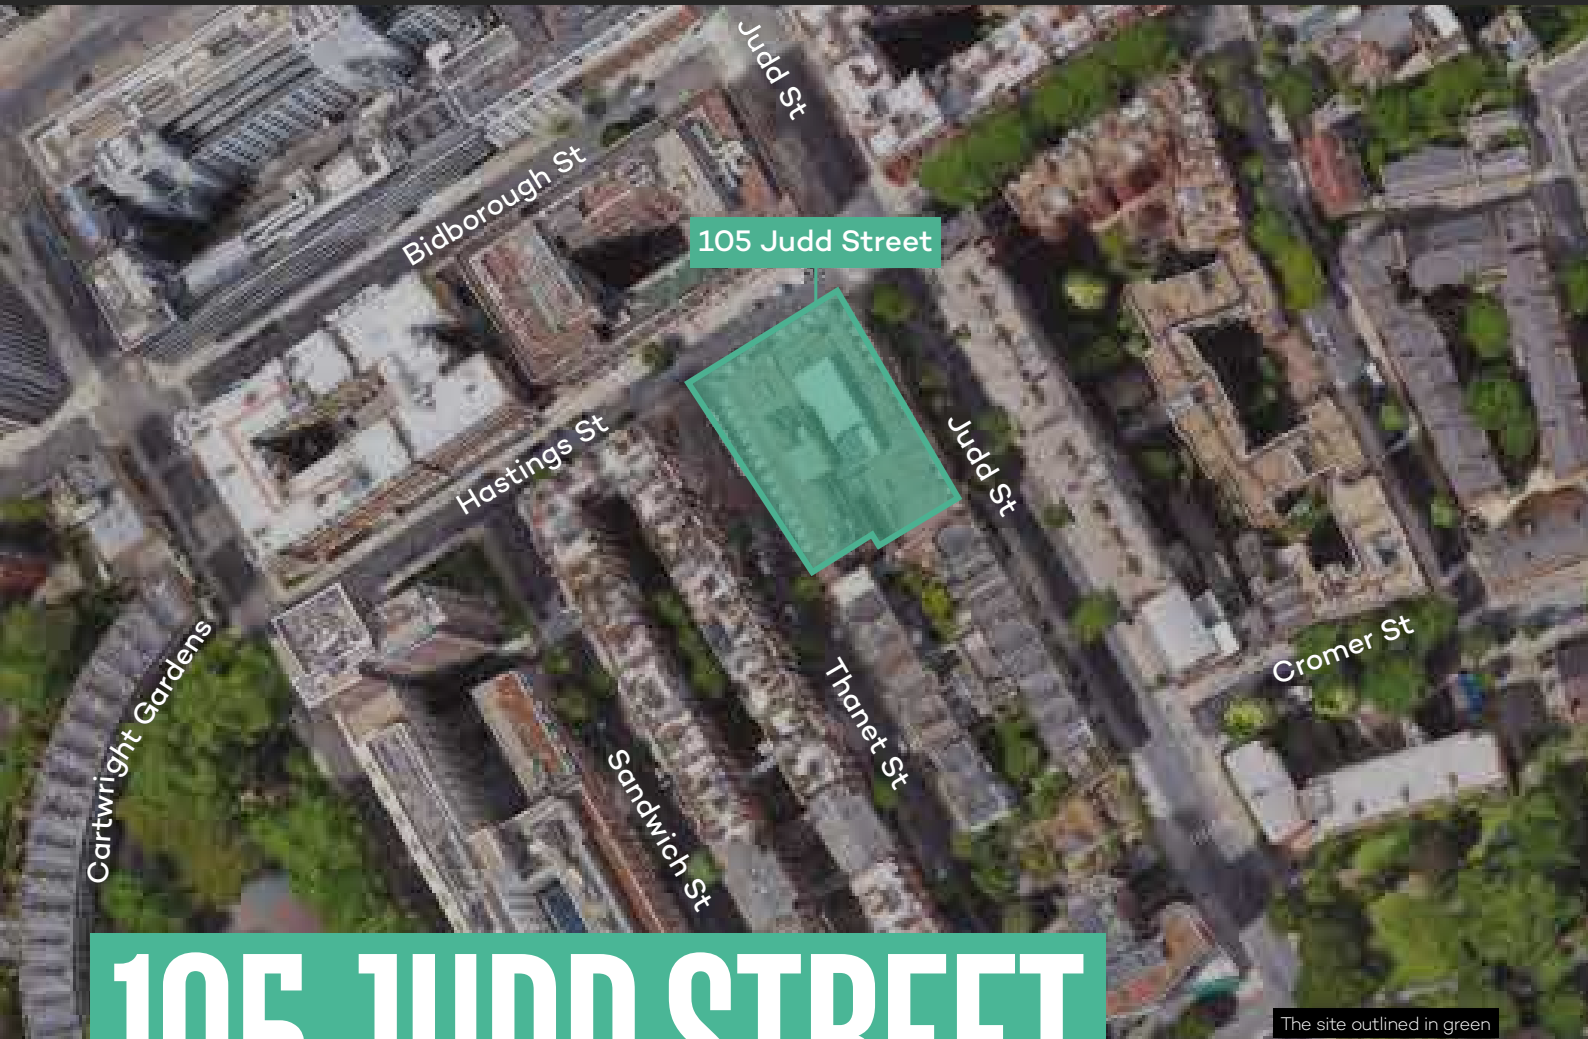 Judd St
Bidborough St
105 Judd Street
Hastings St
Judd St
Cromer St
Cartwright Gardens
Thanet St
Sandwich St
105 JUDD STREET
The site outlined in green